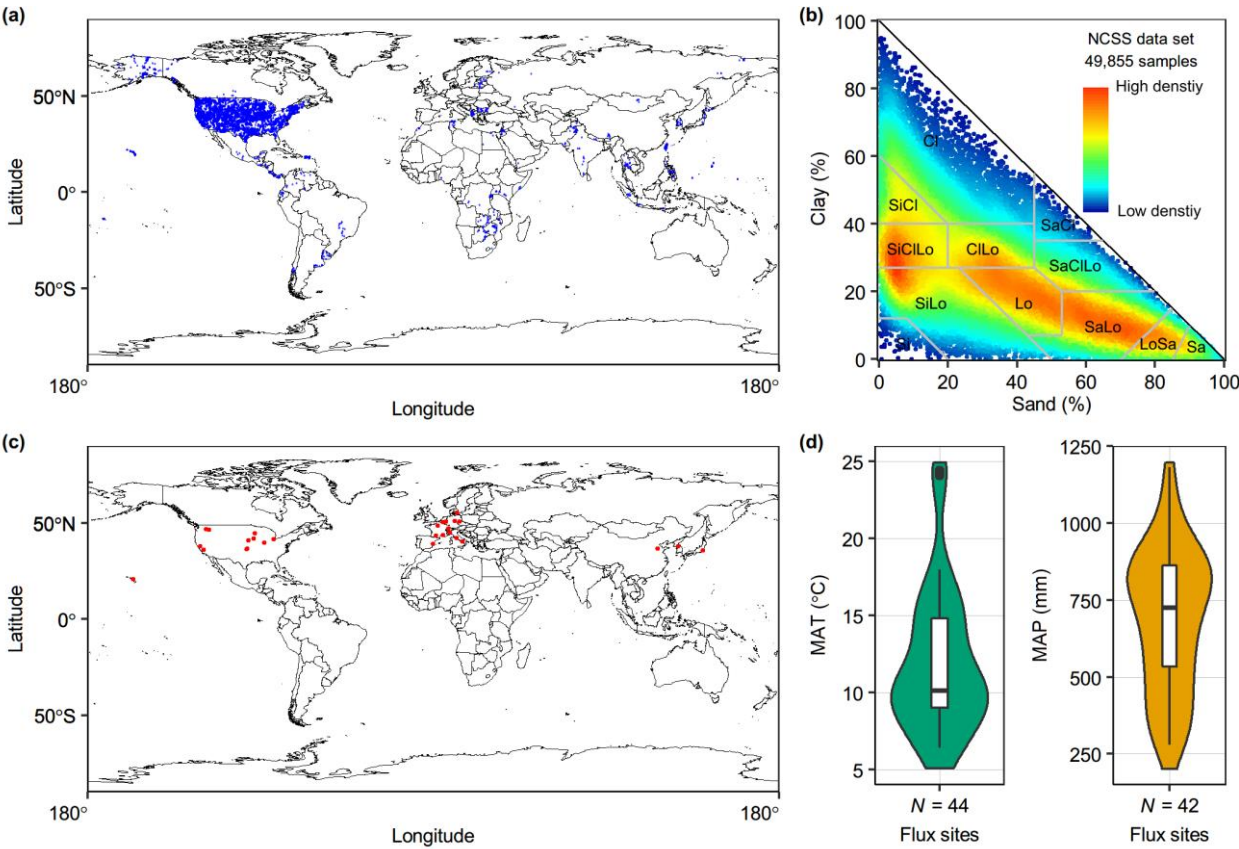 (a)
50°N
0°
50°S
Latitude
180°
180°
Longitude
(b)
100
80
60
40
20
0
Clay (%)
NCSS data set
49,855 samples
High denstiy
Low denstiy
Cl
SiCl
SaCl
SiClLo
ClLo
SaClLo
SiLo
Lo
SaLo
LoSa
Sa
Si
0
20
40
60
80
100
Sand (%)
(c)
50°N
0°
50°S
Latitude
180°
180°
Longitude
(d)
25
20
15
10
5
MAT (°C)
N = 44
Flux sites
1250
1000
750
500
250
MAP (mm)
N = 42
Flux sites